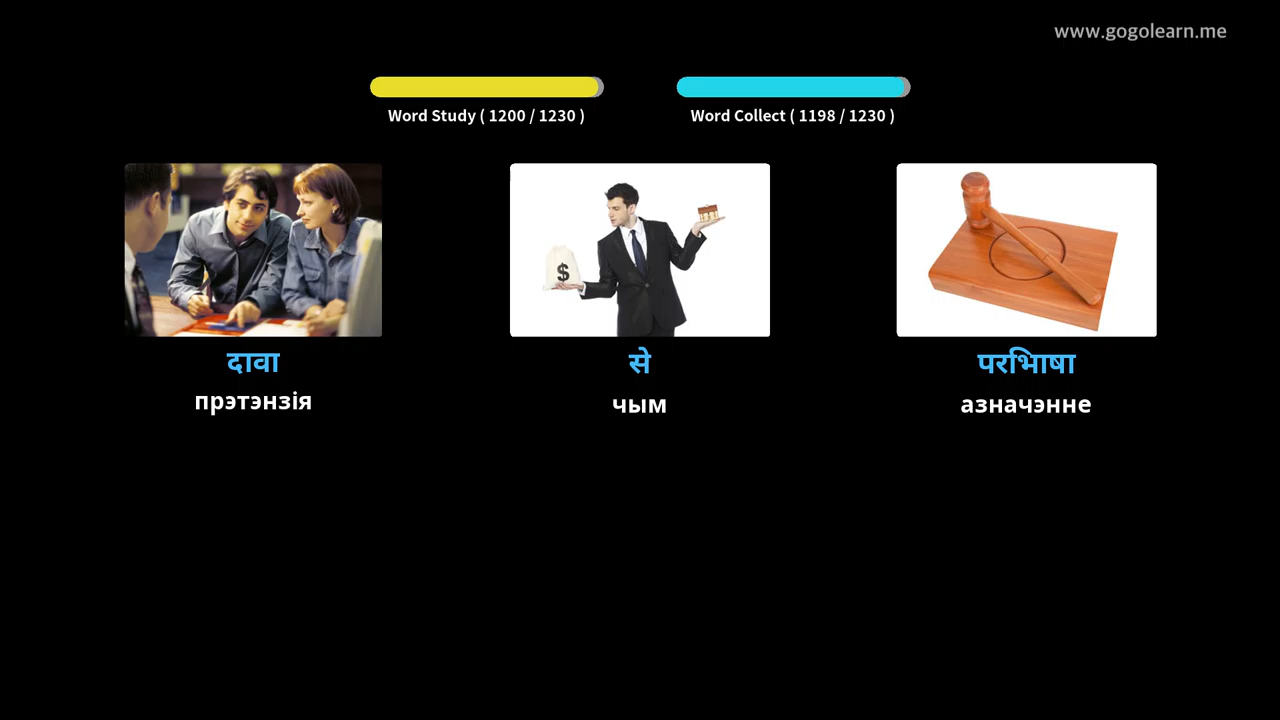 www.gogolearn.me
Word Study ( 1200 / 1230 )
Word Collect ( 1198 / 1230 )
दावा
से
परिभाषा
прэтэнзія
чым
азначэнне
$